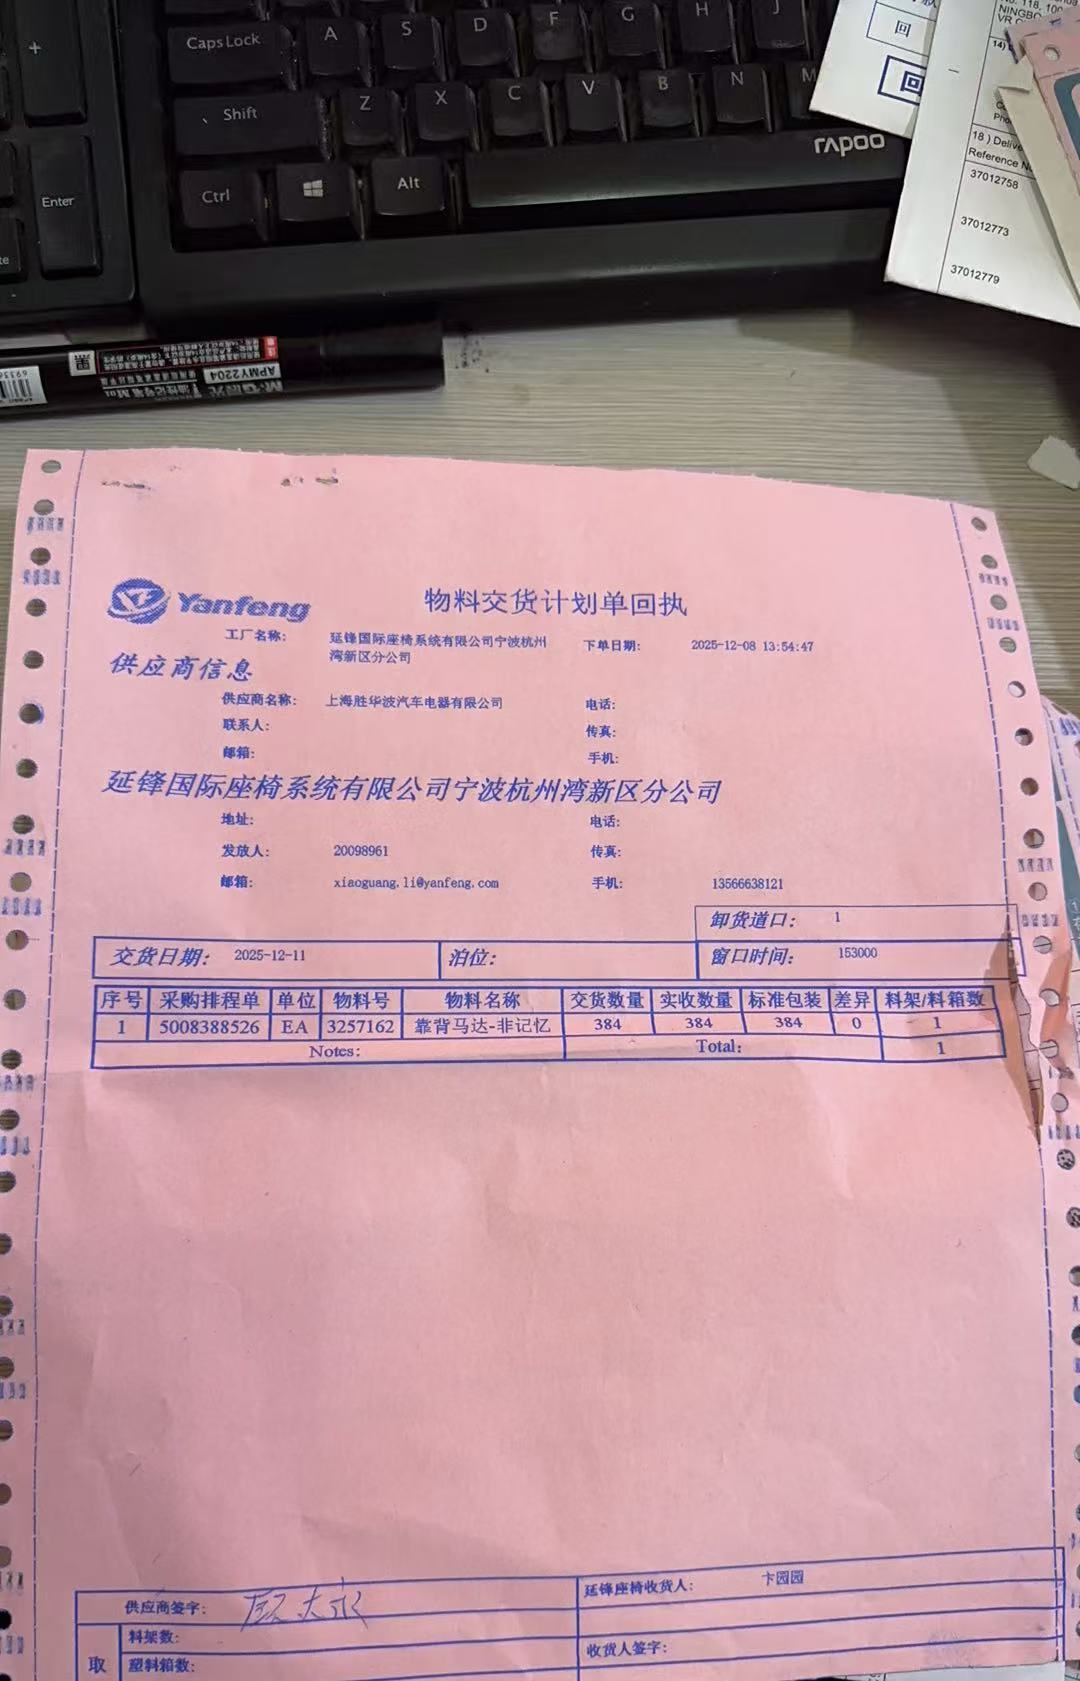 +
Caps Lock
A
S
D
F
G
H
J
Shift
Z
X
C
V
B
N
M
Enter
Ctrl
Alt
rapoo
回
回
NINGBO
14)
18 ) Delive
Reference N
37012758
37012773
37012779
黑
APMY2204
Yanfeng
物料交货计划单回执
工厂名称: 延锋国际座椅系统有限公司宁波杭州 下单日期: 2025-12-08 13:54:47
湾新区分公司
供应商信息
供应商名称: 上海胜华波汽车电器有限公司 电话:
联系人: 传真:
邮箱: 手机:
延锋国际座椅系统有限公司宁波杭州湾新区分公司
地址: 电话:
发放人: 20098961 传真:
邮箱: xiaoguang.li@yanfeng.com 手机: 13566638121
卸货道口: 1
交货日期: 2025-12-11 泊位: 窗口时间: 153000
序号 采购排程单 单位 物料号 物料名称 交货数量 实收数量 标准包装 差异 料架/料箱数
1 5008388526 EA 3257162 靠背马达-非记忆 384 384 384 0 1
Notes: Total: 1
供应商签字: 延锋座椅收货人: 卞园园
料架数: 收货人签字:
取 塑料箱数: